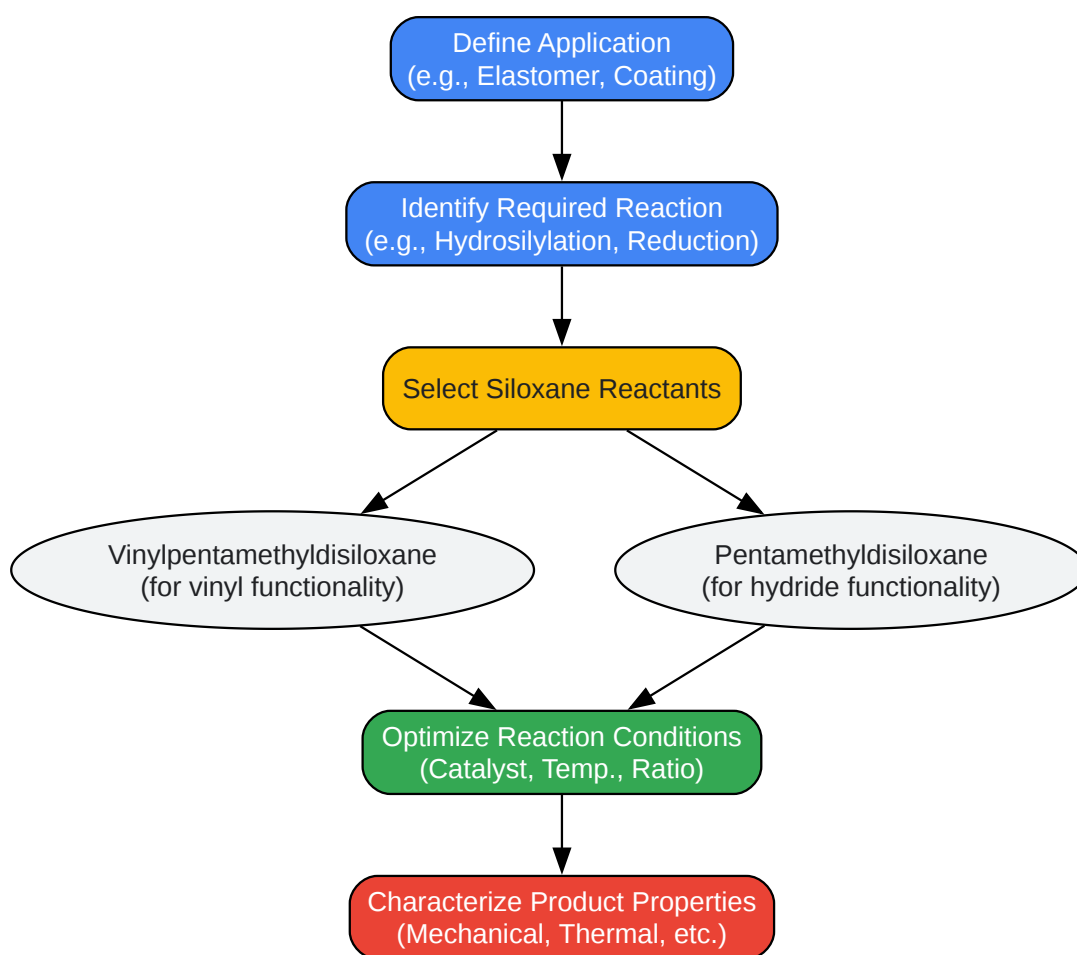 Define Application
(e.g., Elastomer, Coating)
Identify Required Reaction
(e.g., Hydrosilylation, Reduction)
Select Siloxane Reactants
Vinylpentamethyldisiloxane
(for vinyl functionality)
Pentamethyldisiloxane
(for hydride functionality)
Optimize Reaction Conditions
(Catalyst, Temp., Ratio)
Characterize Product Properties
(Mechanical, Thermal, etc.)